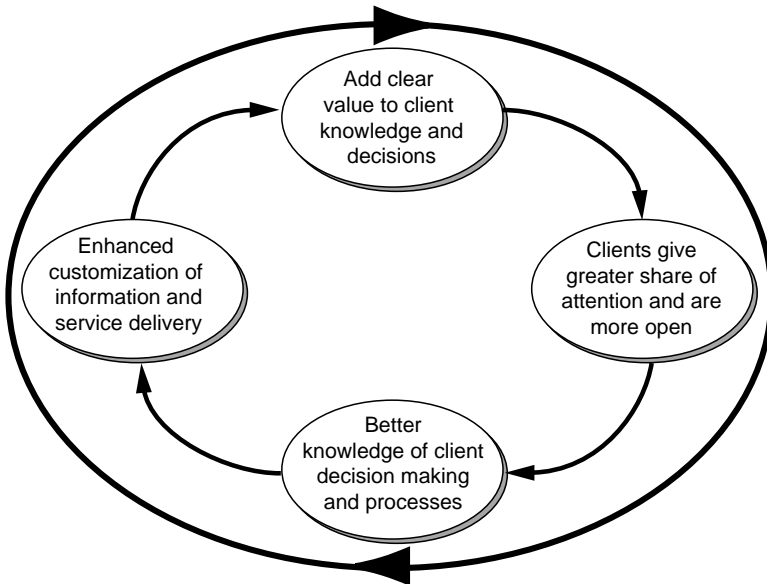 Add clear
value to client
knowledge and
decisions
Clients give
greater share of
attention and are
more open
Better
knowledge of client
decision making
and processes
Enhanced
customization of
information and
service delivery